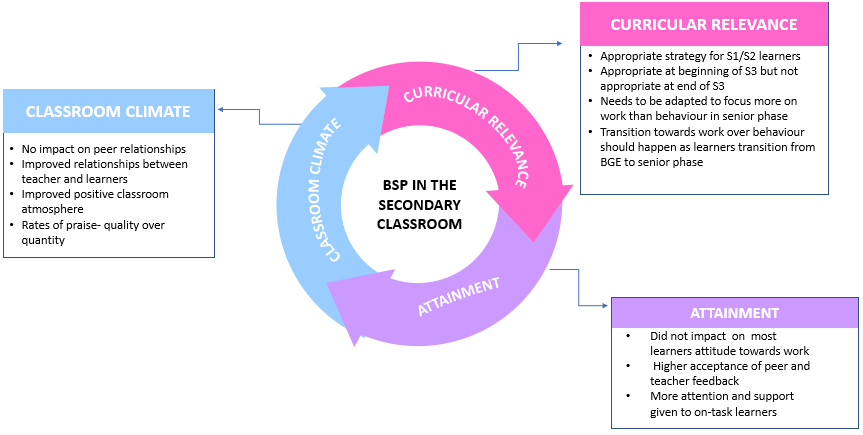 CURRICULAR RELEVANCE
• Appropriate strategy for S1/S2 learners
• Appropriate at beginning of S3 but not
appropriate at end of S3
• Needs to be adapted to focus more on
work than behaviour in senior phase
• Transition towards work over behaviour
should happen as learners transition from
BGE to senior phase
CLASSROOM CLIMATE
• No impact on peer relationships
• Improved relationships between
teacher and learners
• Improved positive classroom
atmosphere
• Rates of praise- quality over
quantity
CURRICULAR RELEVANCE
CLASSROOM CLIMATE
BSP IN THE
SECONDARY
CLASSROOM
ATTAINMENT
ATTAINMENT
• Did not impact on most
learners attitude towards work
• Higher acceptance of peer and
teacher feedback
• More attention and support
given to on-task learners